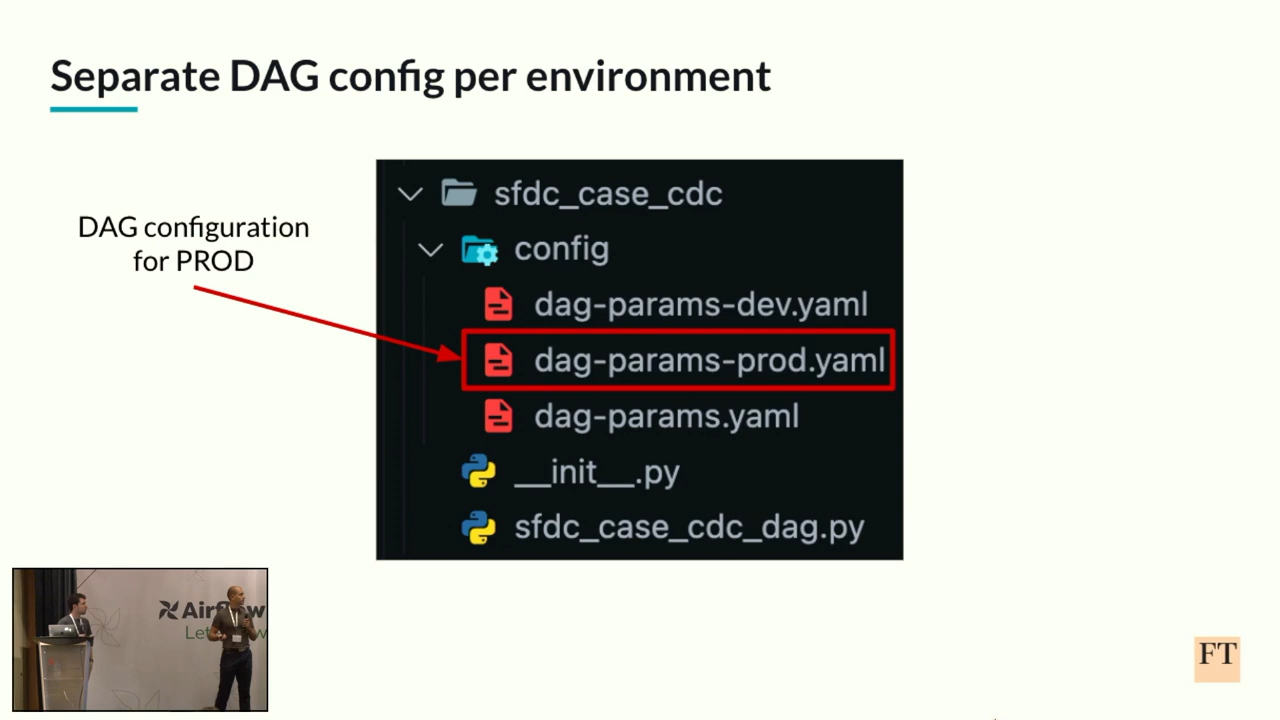 Separate DAG config per environment
DAG configuration
for PROD
sfdc_case_cdc
config
dag-params-dev.yaml
dag-params-prod.yaml
dag-params.yaml
__init__.py
sfdc_case_cdc_dag.py
Airflow
FT